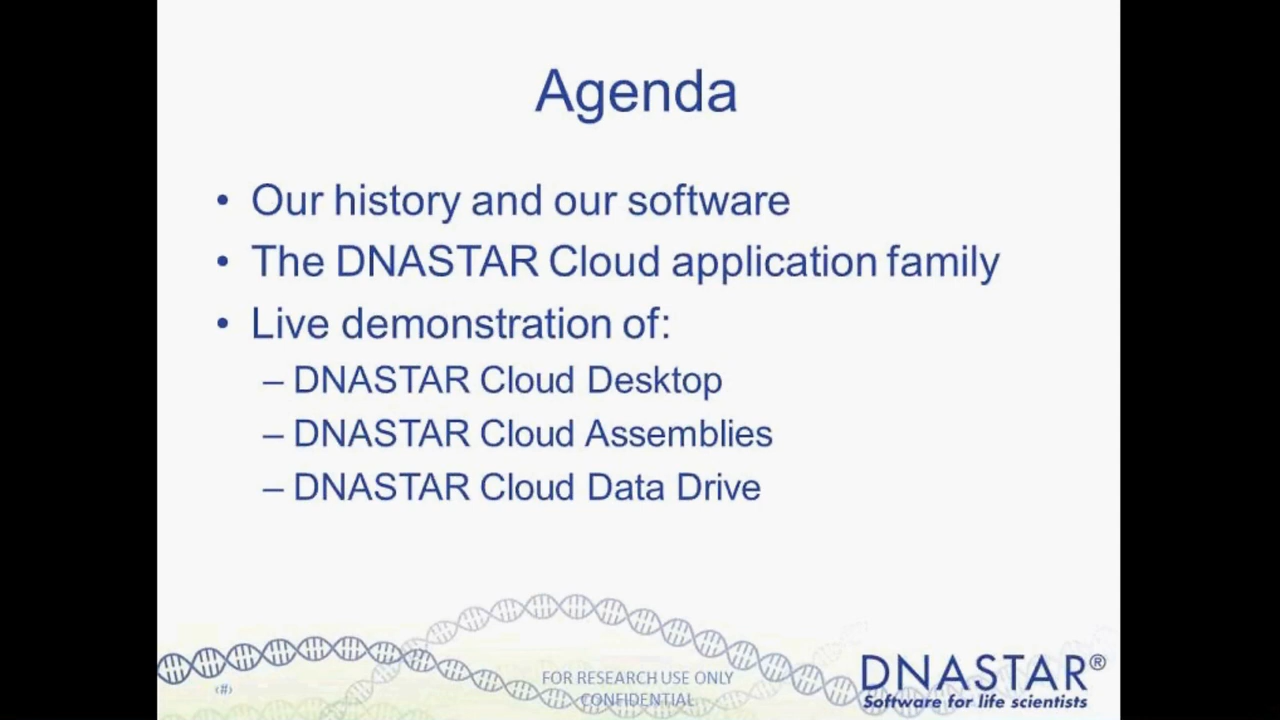 Agenda
• Our history and our software
• The DNASTAR Cloud application family
• Live demonstration of:
– DNASTAR Cloud Desktop
– DNASTAR Cloud Assemblies
– DNASTAR Cloud Data Drive
‹#›
FOR RESEARCH USE ONLY
CONFIDENTIAL
DNASTAR®
Software for life scientists